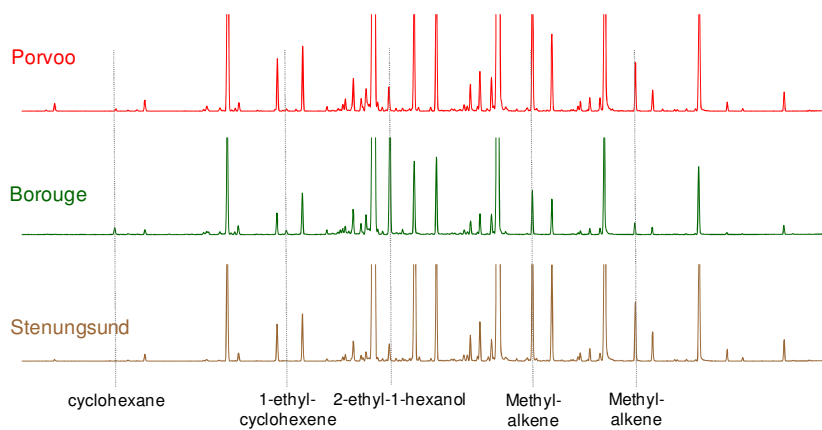 Porvoo
Borouge
Stenungsund
cyclohexane
1-ethyl-
cyclohexene
2-ethyl-1-hexanol
Methyl-
alkene
Methyl-
alkene